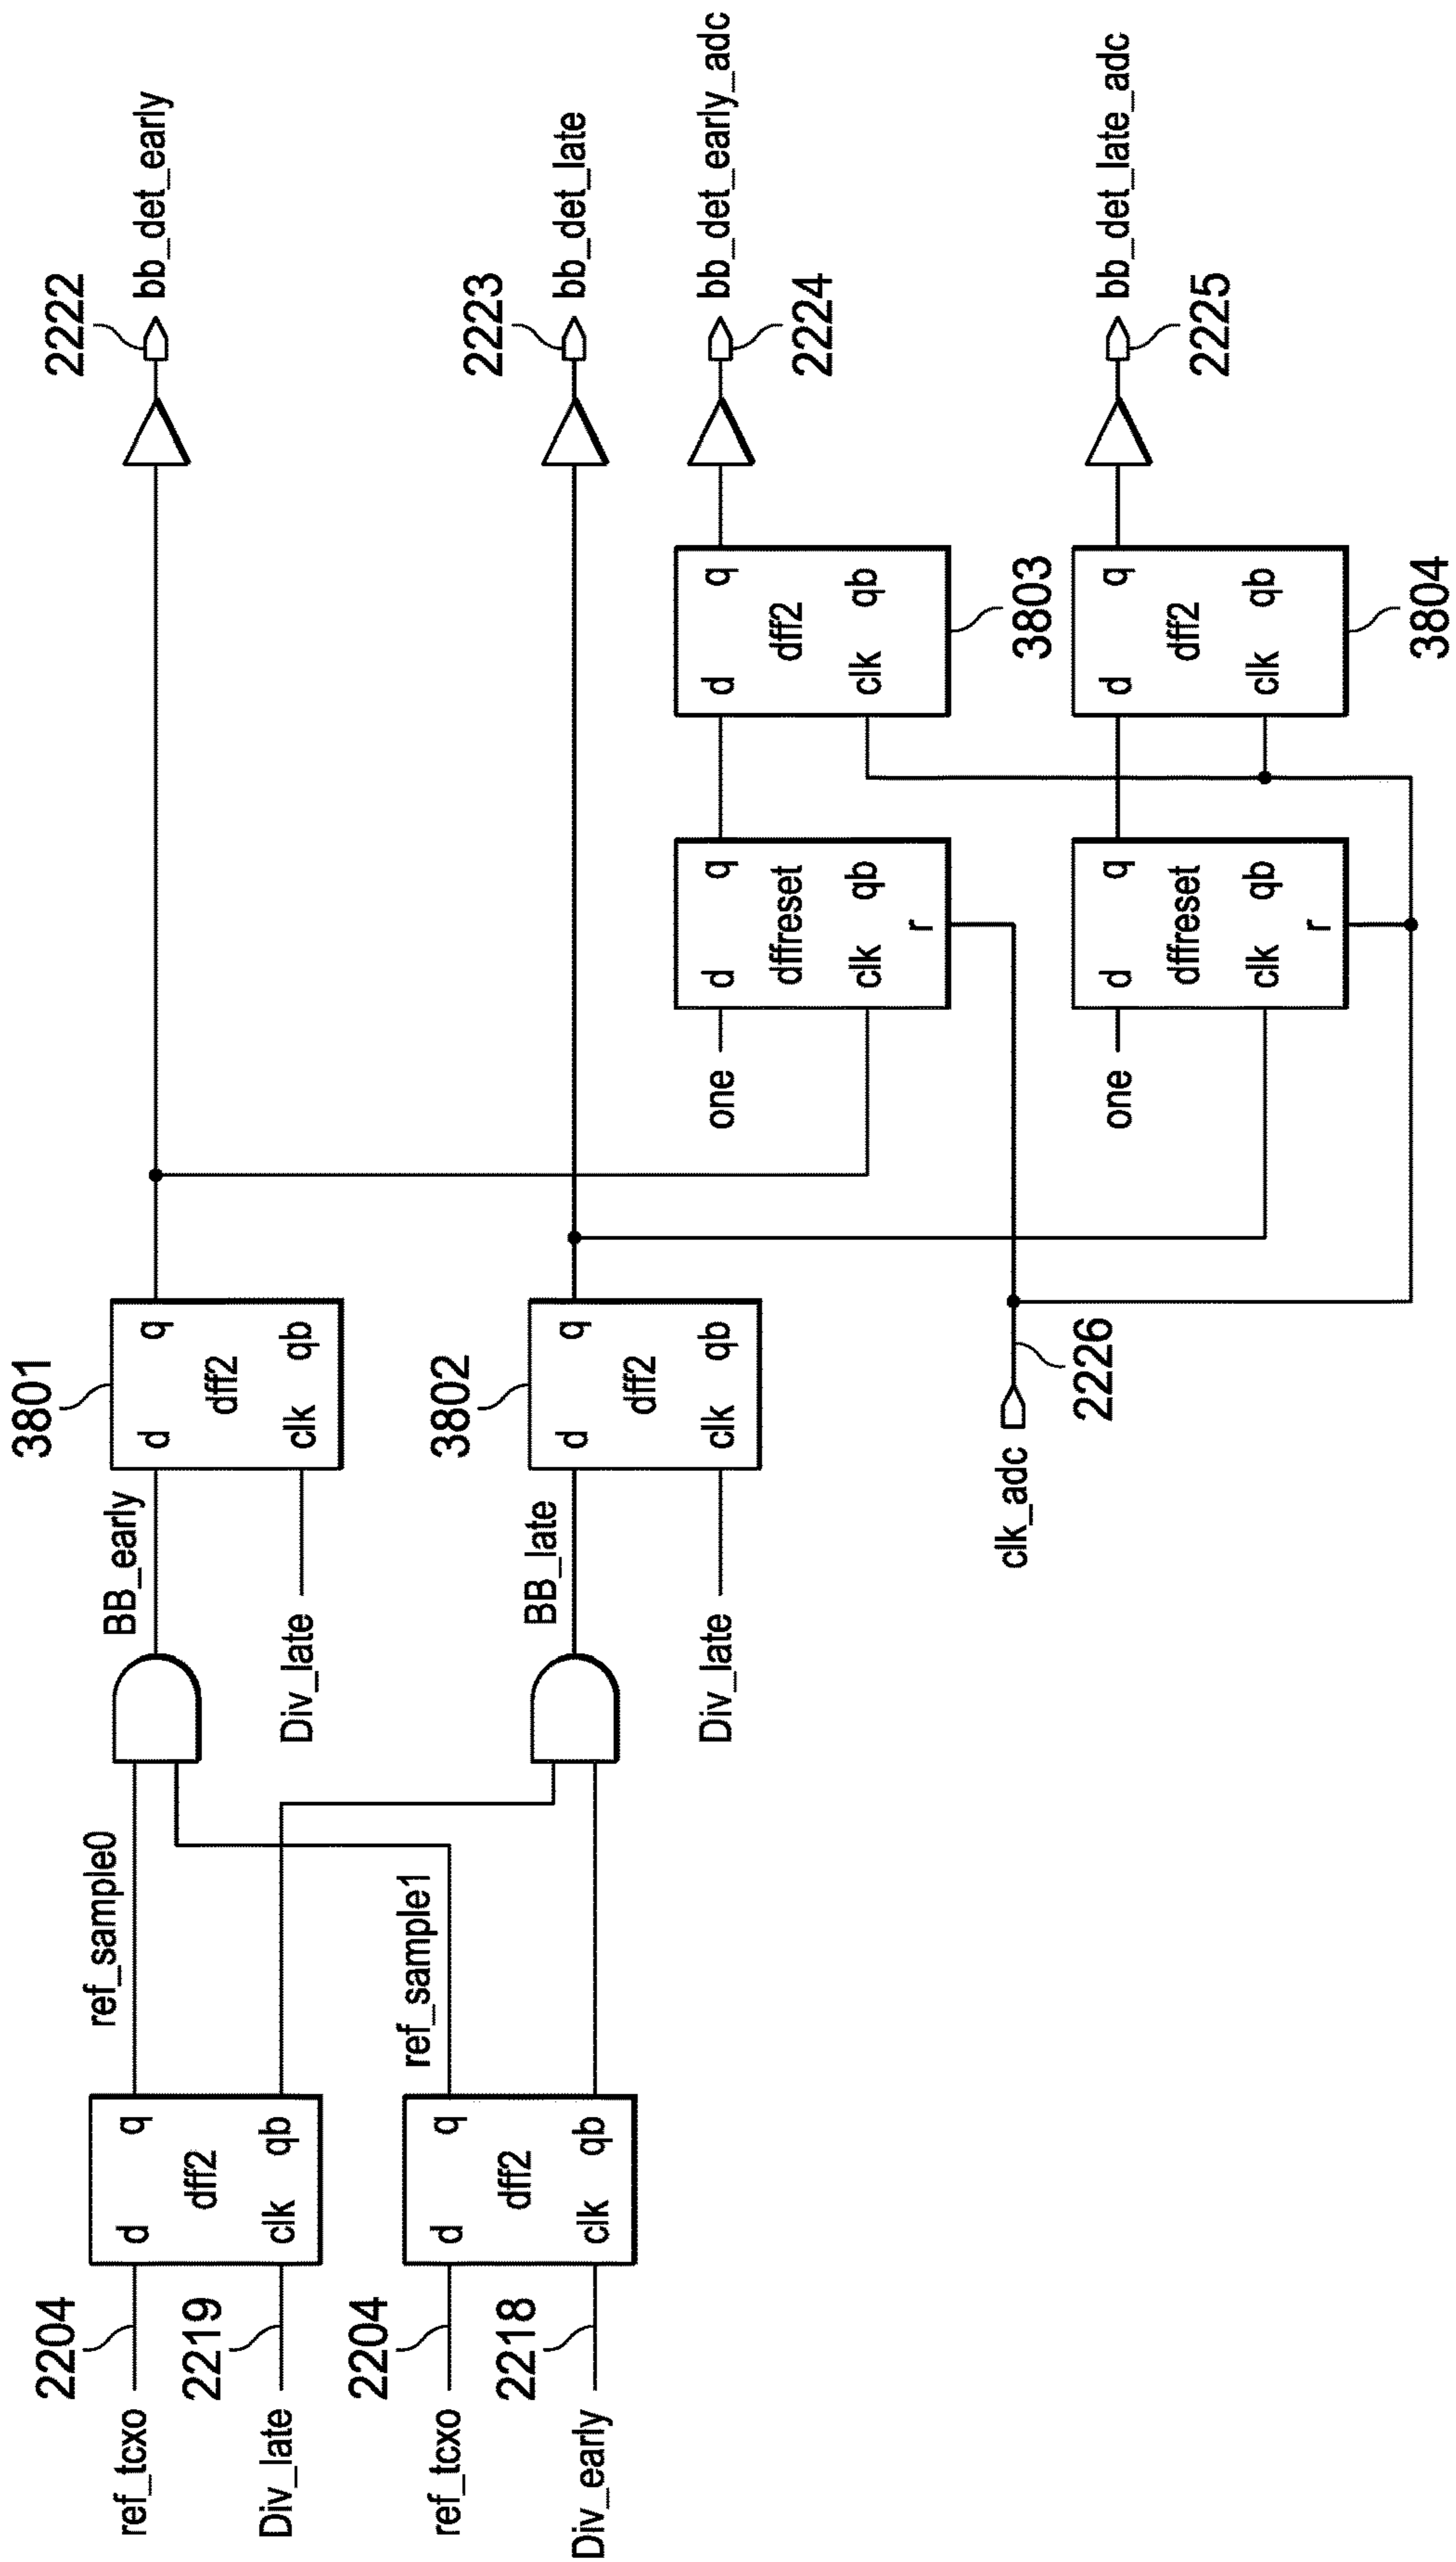 ref_tcxo
2204
Div_late
2219
d
q
dff2
clk
qb
ref_sample0
ref_tcxo
2204
Div_early
2218
d
q
dff2
clk
qb
ref_sample1
BB_early
Div_late
3801
d
q
dff2
clk
qb
2222
bb_det_early
BB_late
Div_late
3802
d
q
dff2
clk
qb
2223
bb_det_late
one
d
q
dffreset
clk
qb
r
d
q
dff2
clk
qb
3803
2224
bb_det_early_adc
clk_adc
2226
one
d
q
dffreset
clk
qb
r
d
q
dff2
clk
qb
3804
2225
bb_det_late_adc